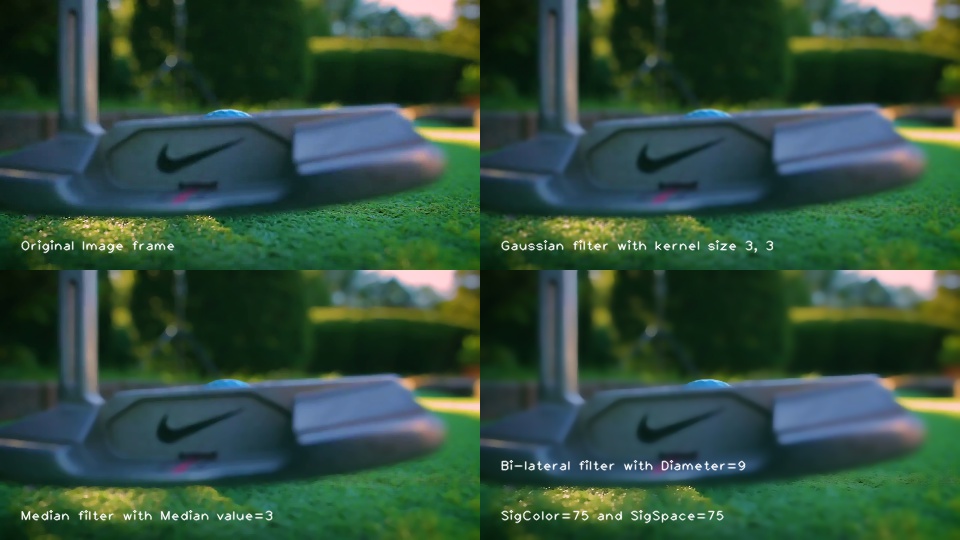 Original Image frame
Gaussian filter with kernel size 3, 3
Median filter with Median value=3
Bi-lateral filter with Diameter=9
SigColor=75 and SigSpace=75